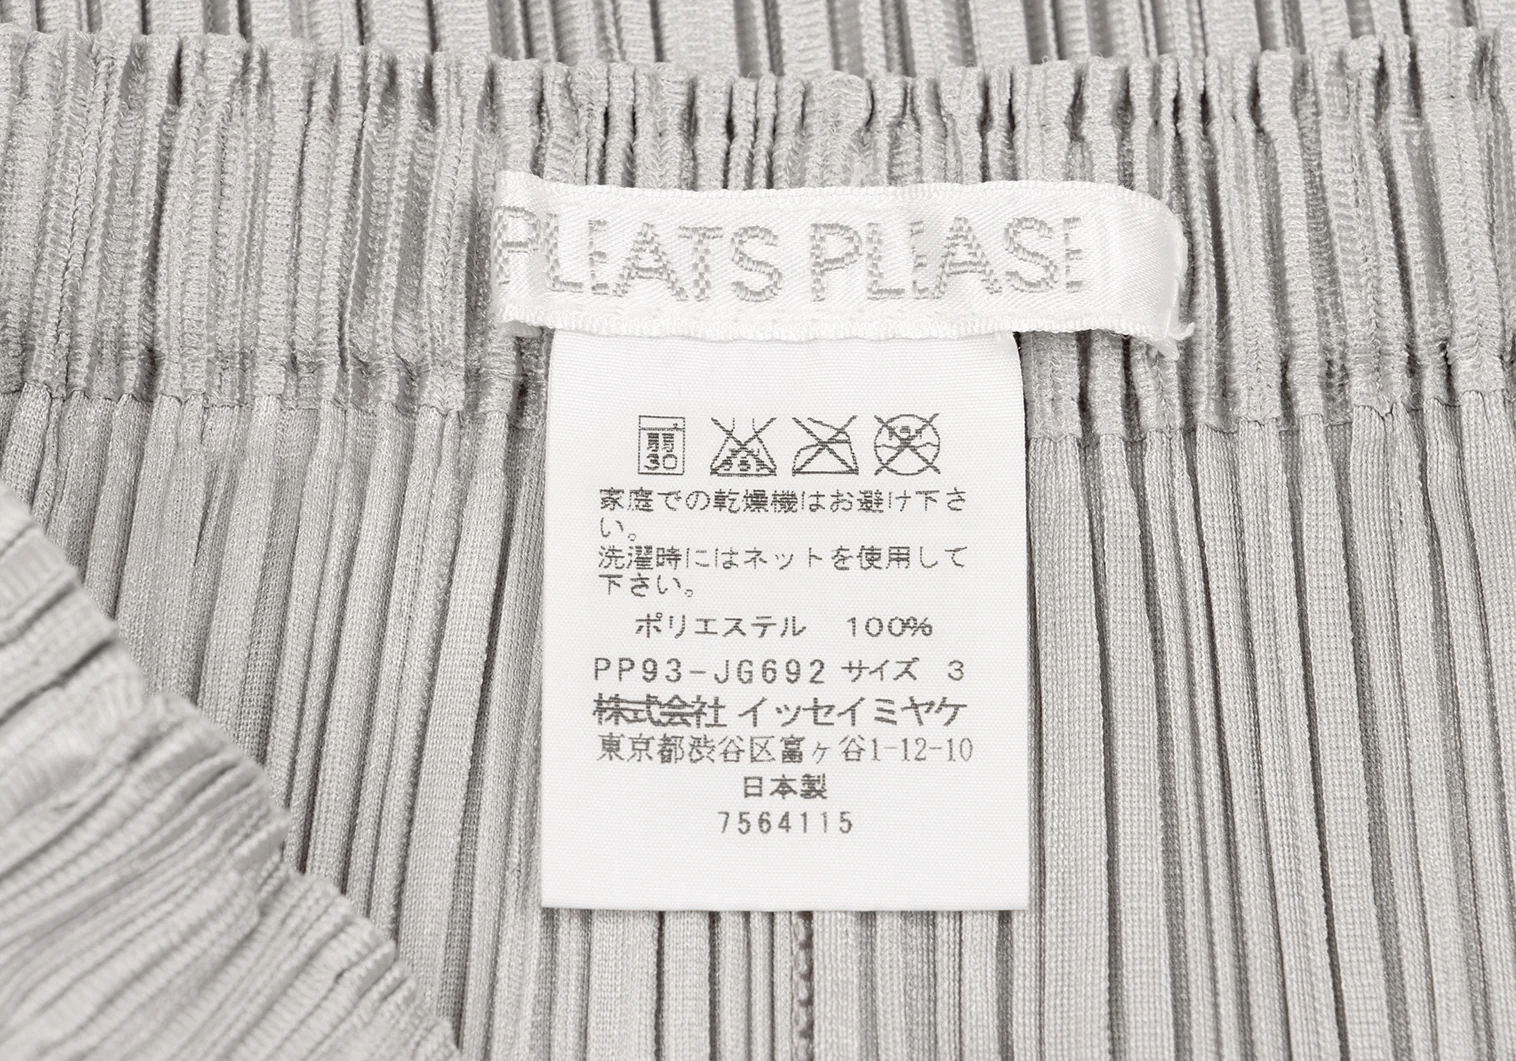 PLEATS PLEASE
弱
30
家庭での乾燥機はお避け下さ
い。
洗濯時にはネットを使用して
下さい。
ポリエステル 100%
PP93-JG692 サイズ 3
株式会社 イッセイミヤケ
東京都渋谷区富ヶ谷1-12-10
日本製
7564115